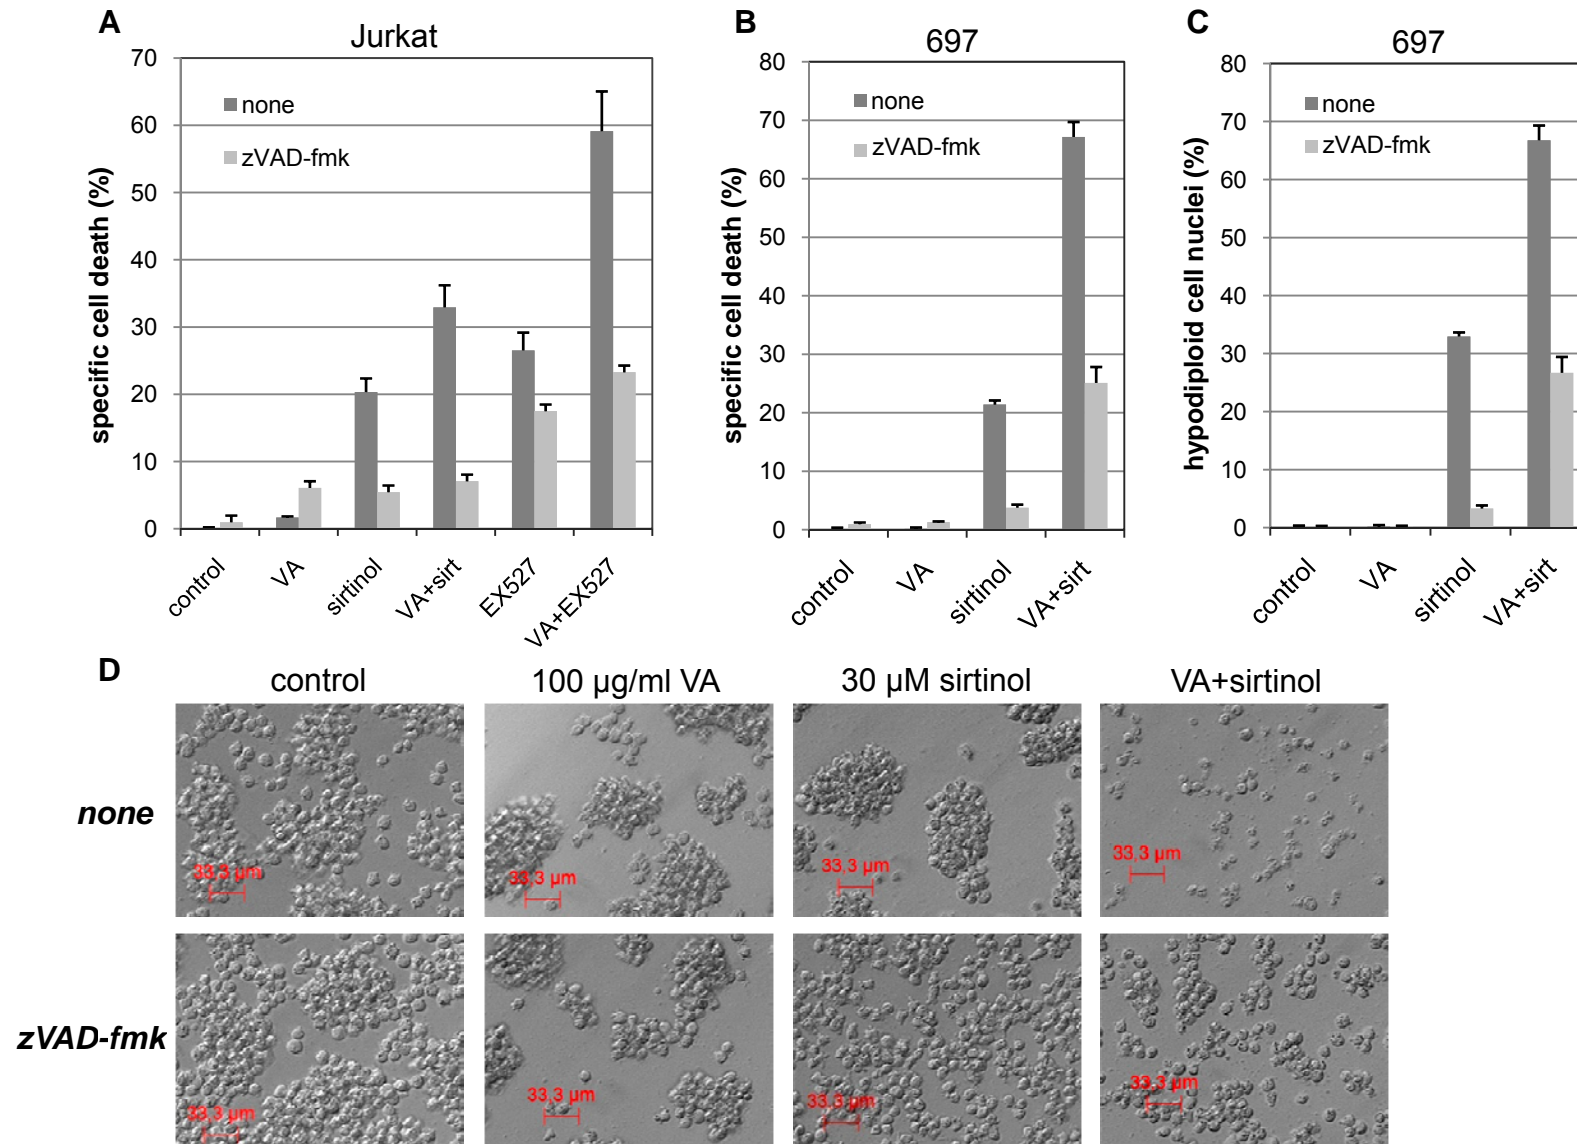 A
Jurkat
specific cell death (%)
70
60
50
40
30
20
10
0
none
zVAD-fmk
control
VA
sirtinol
VA+sirt
EX527
VA+EX527
B
697
specific cell death (%)
80
70
60
50
40
30
20
10
0
none
zVAD-fmk
control
VA
sirtinol
VA+sirt
C
697
hypodiploid cell nuclei (%)
80
70
60
50
40
30
20
10
0
none
zVAD-fmk
control
VA
sirtinol
VA+sirt
D
control
100 µg/ml VA
30 µM sirtinol
VA+sirtinol
none
33,3 µm
33,3 µm
33,3 µm
33,3 µm
zVAD-fmk
33,3 µm
33,3 µm
33,3 µm
33,3 µm